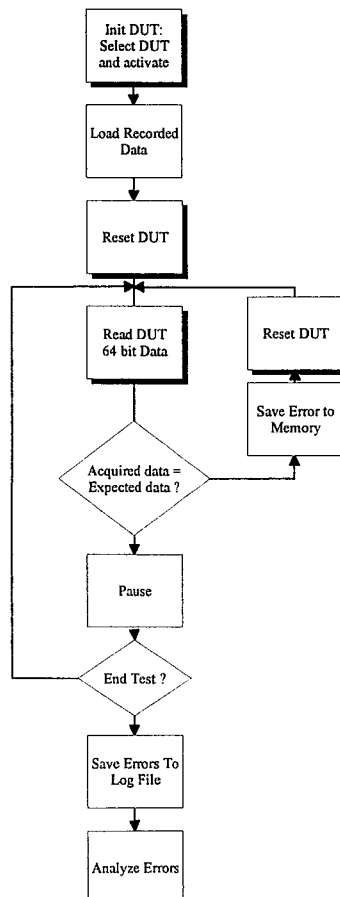 Init DUT:
Select DUT
and activate
Load Recorded
Data
Reset DUT
Read DUT
64 bit Data
Reset DUT
Save Error to
Memory
Acquired data =
Expected data ?
Pause
End Test ?
Save Errors To
Log File
Analyze Errors